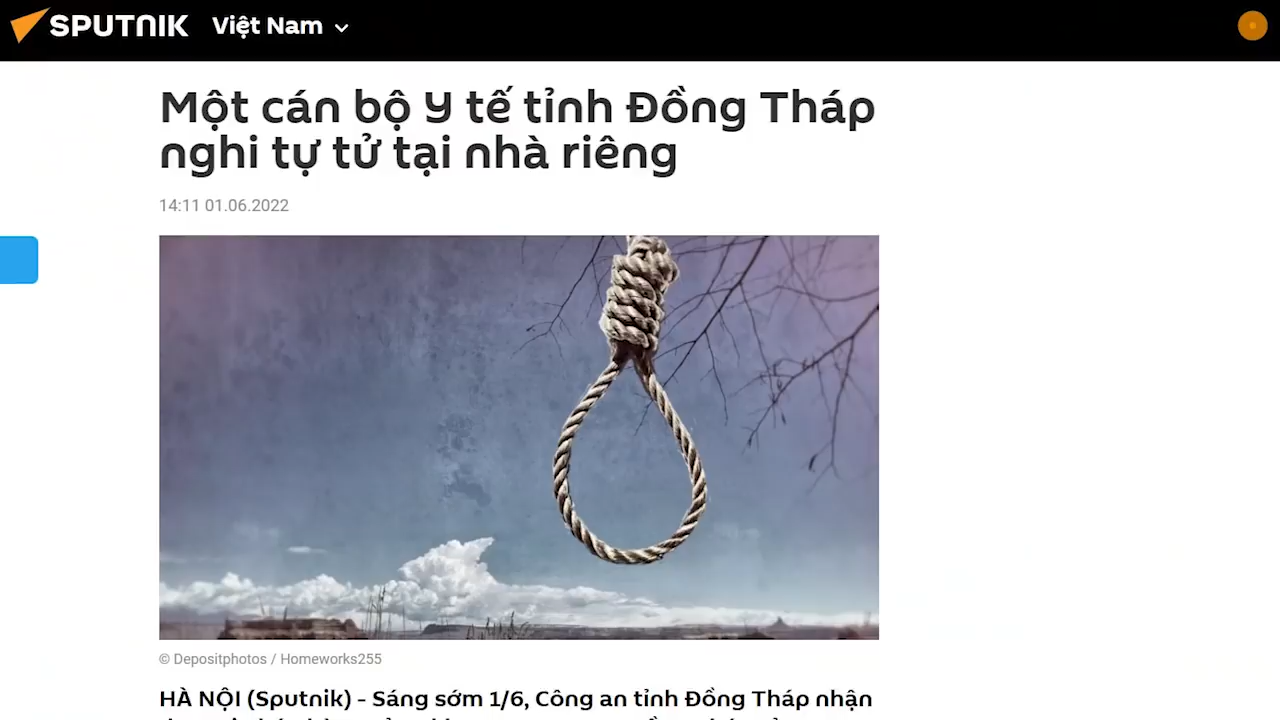 SPUTNIK Việt Nam
Một cán bộ Y tế tỉnh Đồng Tháp
nghi tự tử tại nhà riêng
14:11 01.06.2022
© Depositphotos / Homeworks255
HÀ NỘI (Sputnik) - Sáng sớm 1/6, Công an tỉnh Đồng Tháp nhận